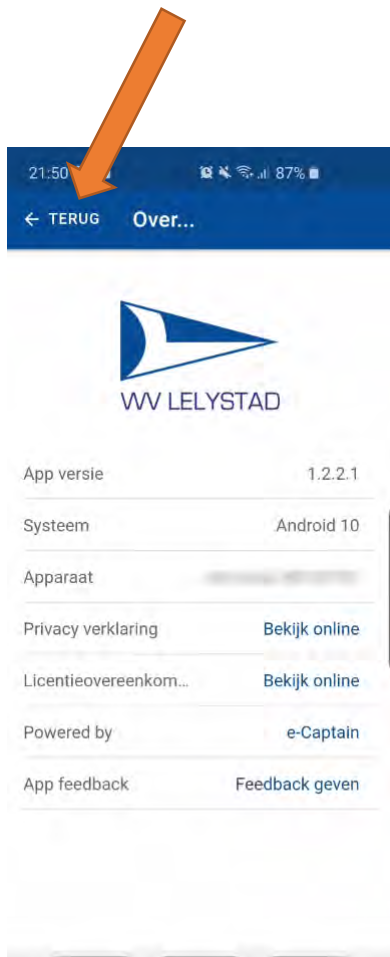 21:50 87%
← TERUG Over...
WV LELYSTAD
App versie 1.2.2.1
Systeem Android 10
Apparaat
Privacy verklaring Bekijk online
Licentieovereenkom... Bekijk online
Powered by e-Captain
App feedback Feedback geven